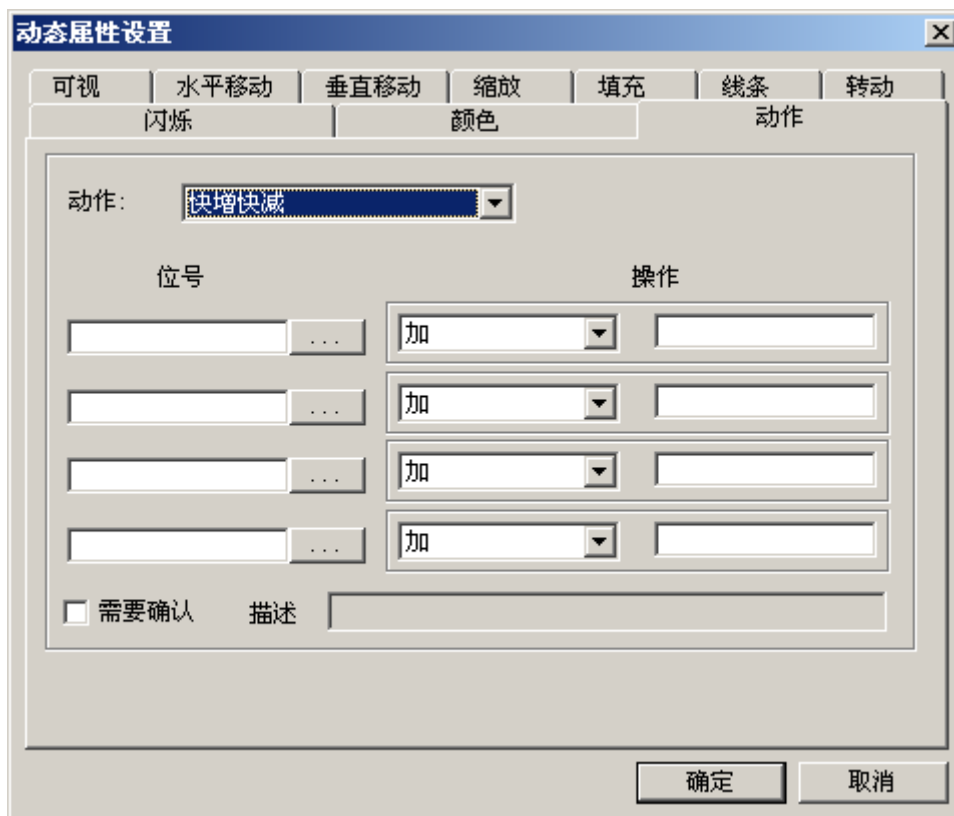 动态属性设置
可视 水平移动 垂直移动 缩放 填充 线条 转动
闪烁 颜色 动作
动作: 快增快减
位号 操作
... 加
... 加
... 加
... 加
需要确认 描述
确定 取消